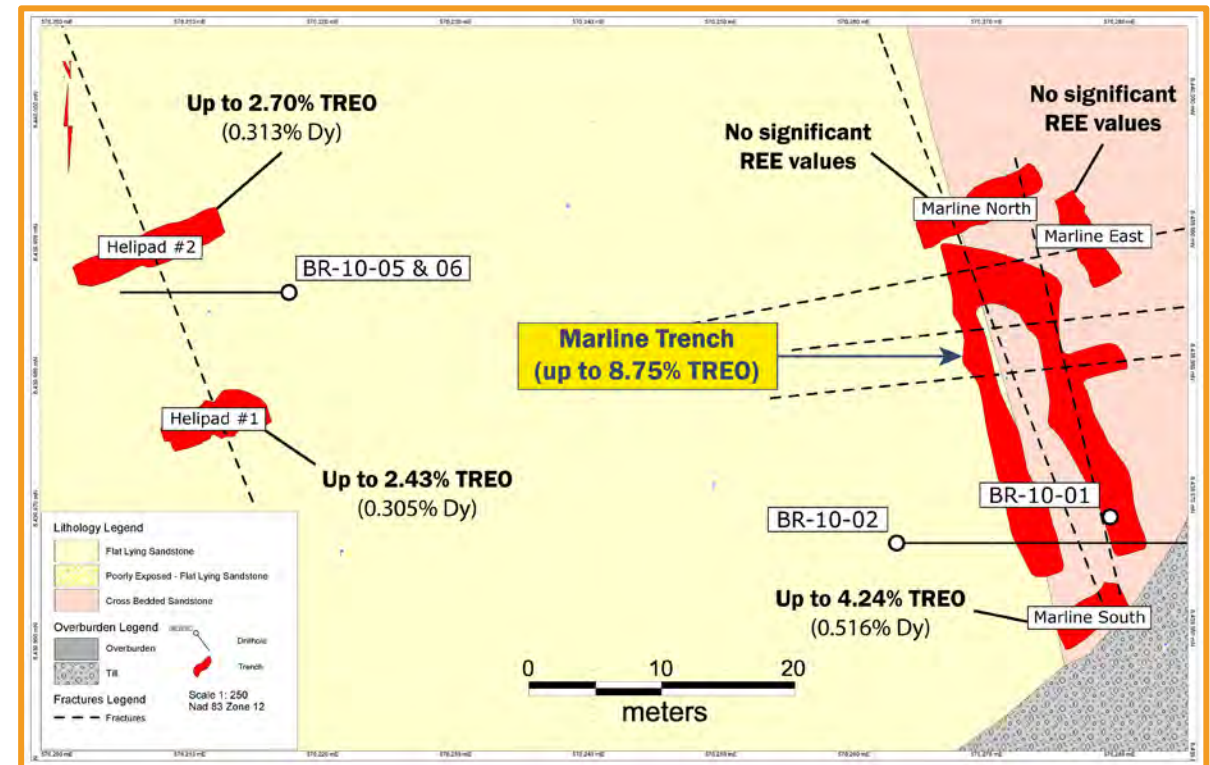 N
Up to 2.70% TREO
(0.313% Dy)
No significant
REE values
No significant
REE values
Marline North
Marline East
Helipad #2
BR-10-05 & 06
Marline Trench
(up to 8.75% TREO)
Helipad #1
Up to 2.43% TREO
(0.305% Dy)
BR-10-01
BR-10-02
Up to 4.24% TREO
(0.516% Dy)
Marline South
0 10 20
meters
Lithology Legend
Flat Lying Sandstone
Poorly Exposed - Flat Lying Sandstone
Cross Bedded Sandstone
Overburden Legend
Overburden
Till
Drillhole
Trench
Fractures Legend
Fractures
Scale 1: 250
Nad 83 Zone 12